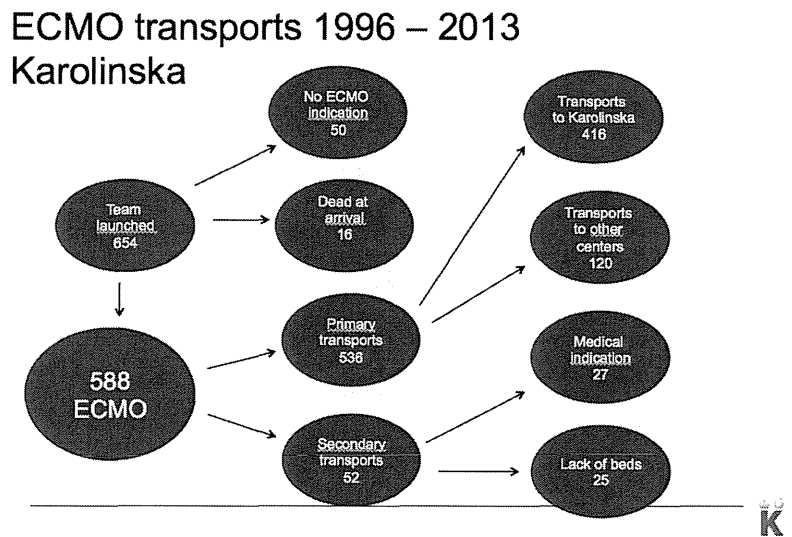 ECMO transports 1996 – 2013
Karolinska
No ECMO
indication
50
Transports
to Karolinska
416
Team
launched
654
Dead at
arrival
16
Transports
to other
centers
120
Primary
transports
536
Medical
indication
27
588
ECMO
Secondary
transports
52
Lack of beds
25
K